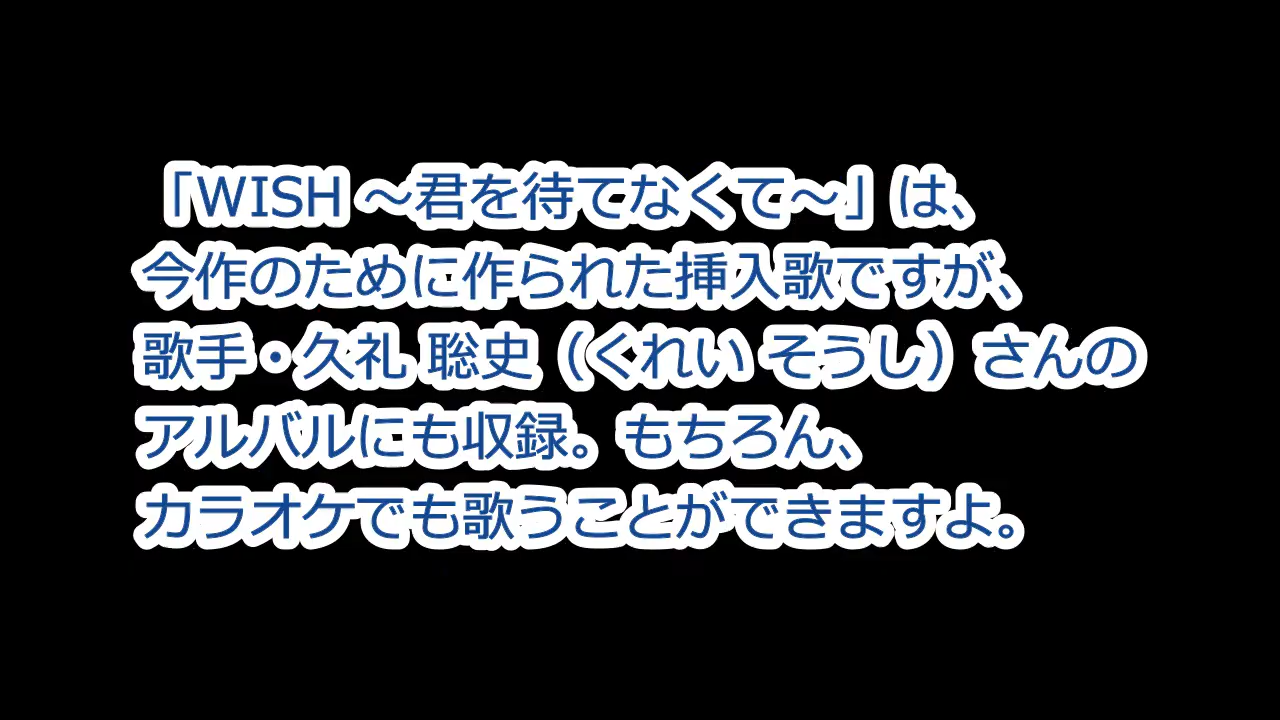 「WISH ～君を待てなくて～」は、
今作のために作られた挿入歌ですが、
歌手・久礼 聡史（くれい そうし）さんの
アルバルにも収録。もちろん、
カラオケでも歌うことができますよ。